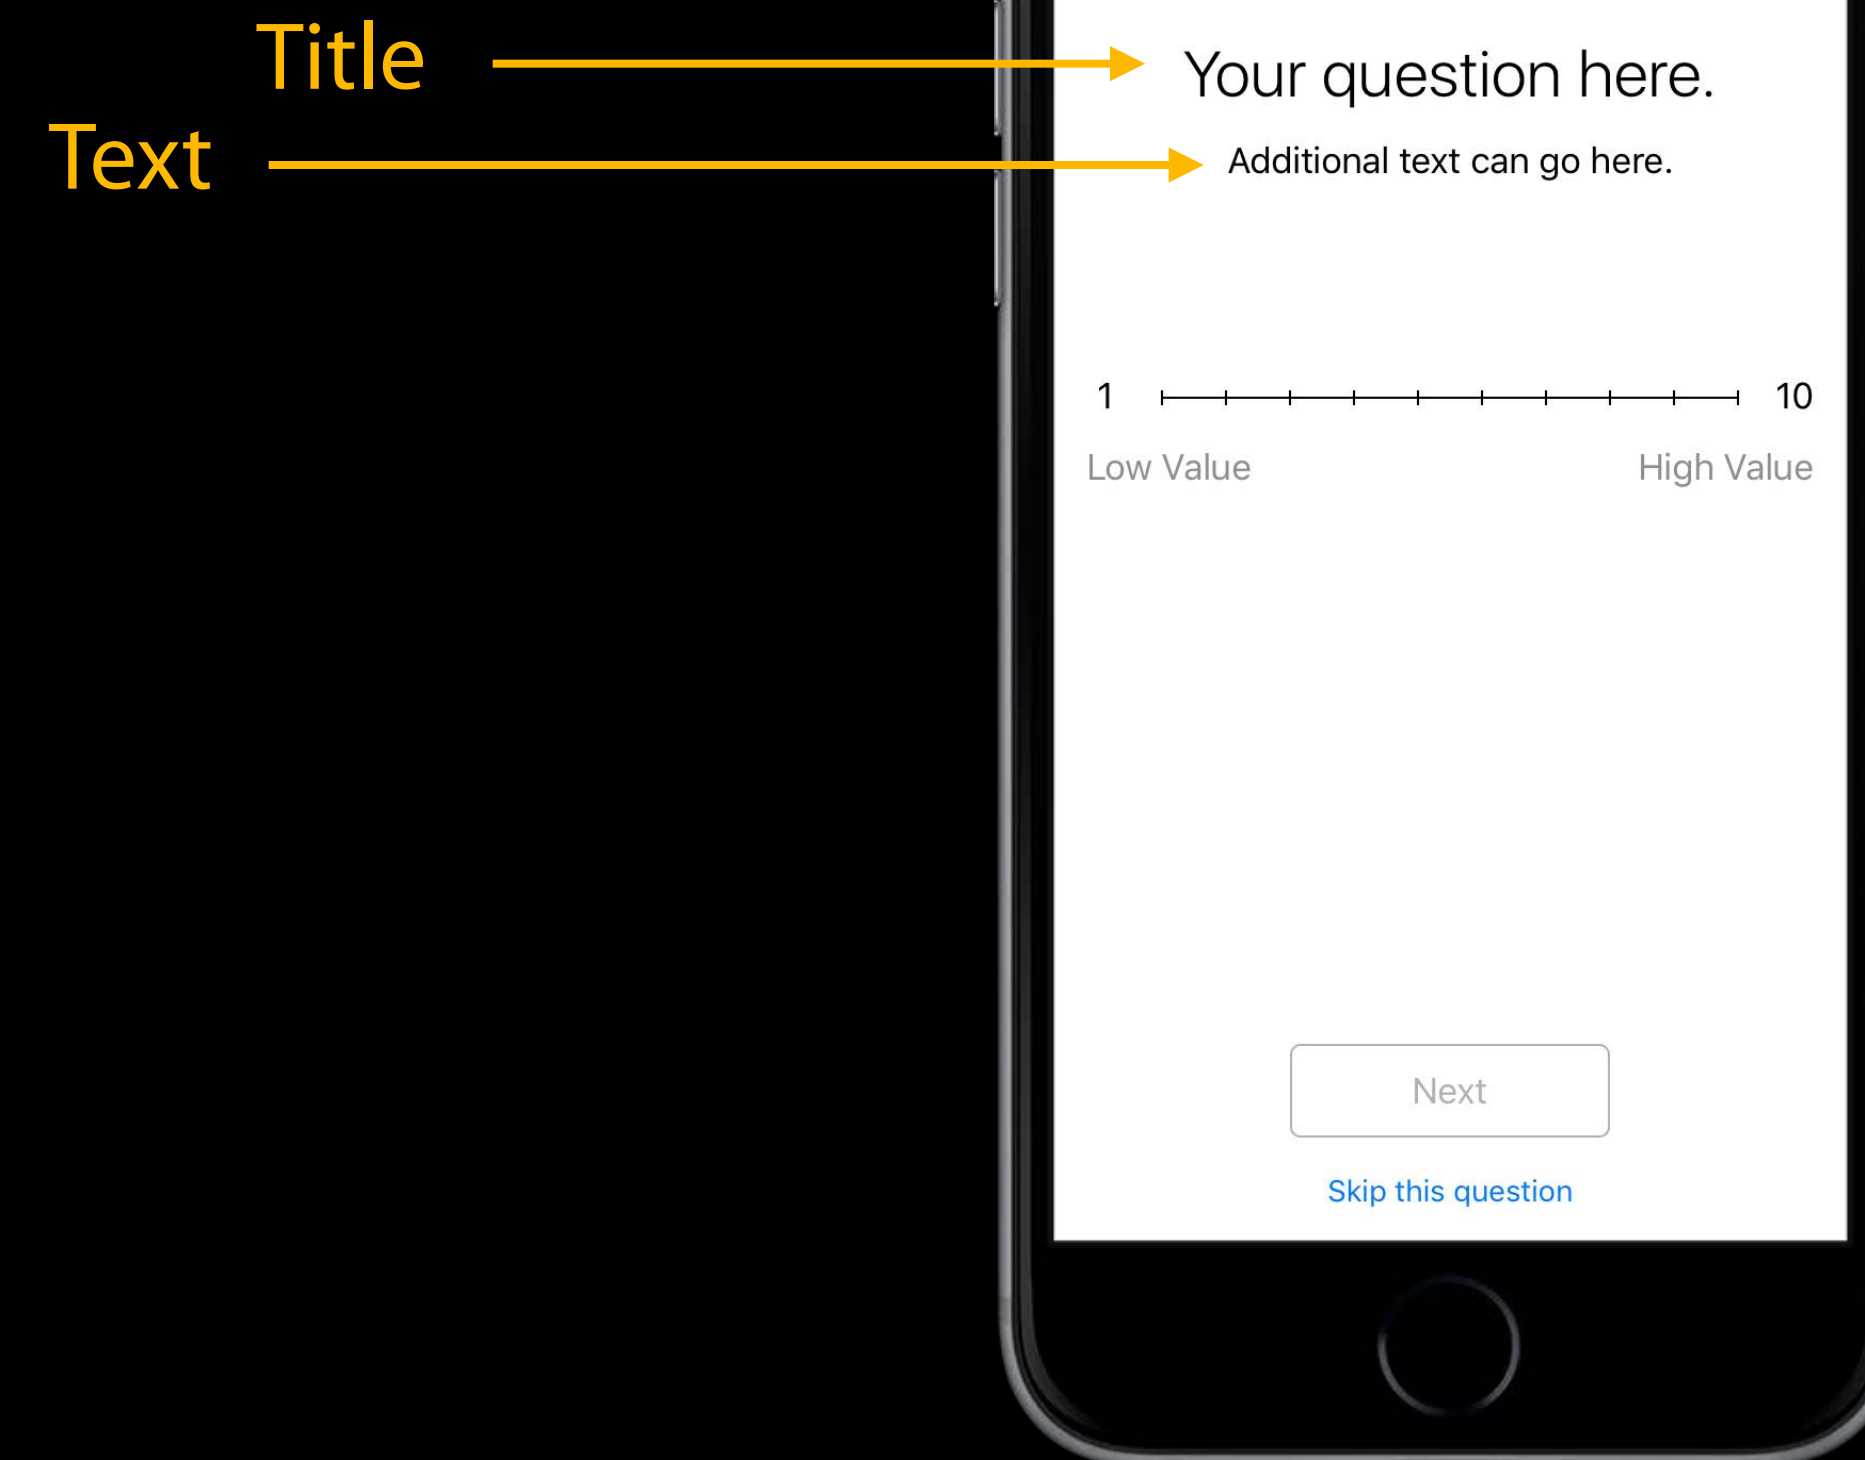 Title
Your question here.
Text
Additional text can go here.
1 10
Low Value High Value
Next
Skip this question